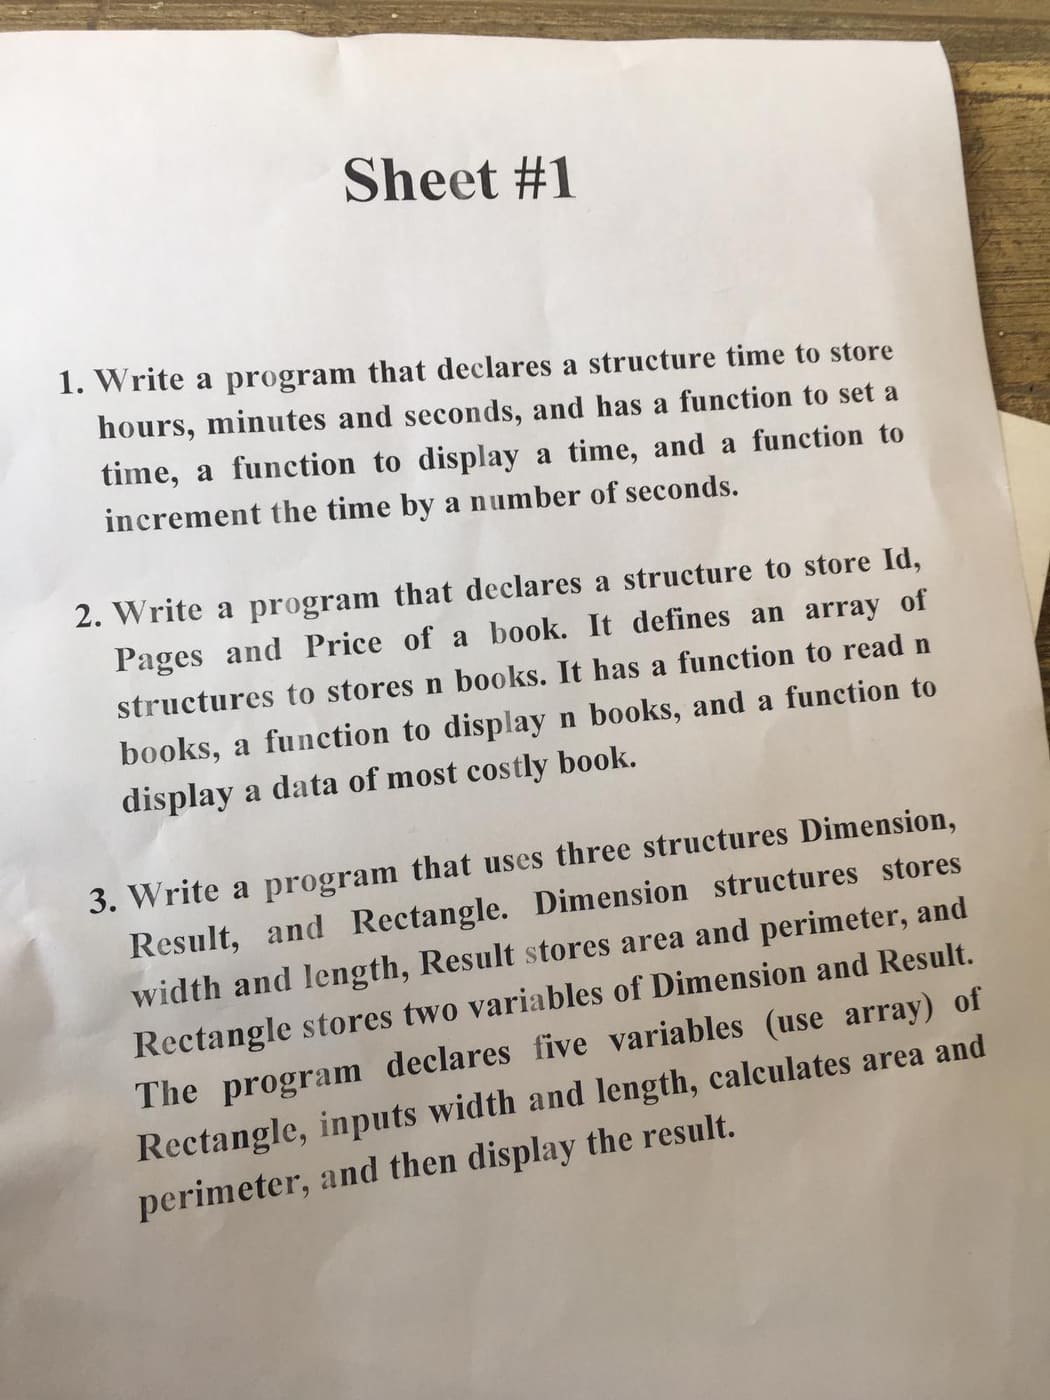 Sheet #1
1. Write a program that declares a structure time to store
hours, minutes and seconds, and has a function to set a
time, a function to display a time, and a function to
increment the time by a number of seconds.
2. Write a program that declares a structure to store Id,
Pages and Price of a book. It defines an array of
structures to stores n books. It has a function to read n
books, a function to display n books, and a function to
display a data of most costly book.
3. Write a program that uses three structures Dimension,
Result, and Rectangle. Dimension structures stores
width and length, Result stores area and perimeter, and
Rectangle stores two variables of Dimension and Result.
The program declares five variables (use array) of
Rectangle, inputs width and length, calculates area and
perimeter, and then display the result.